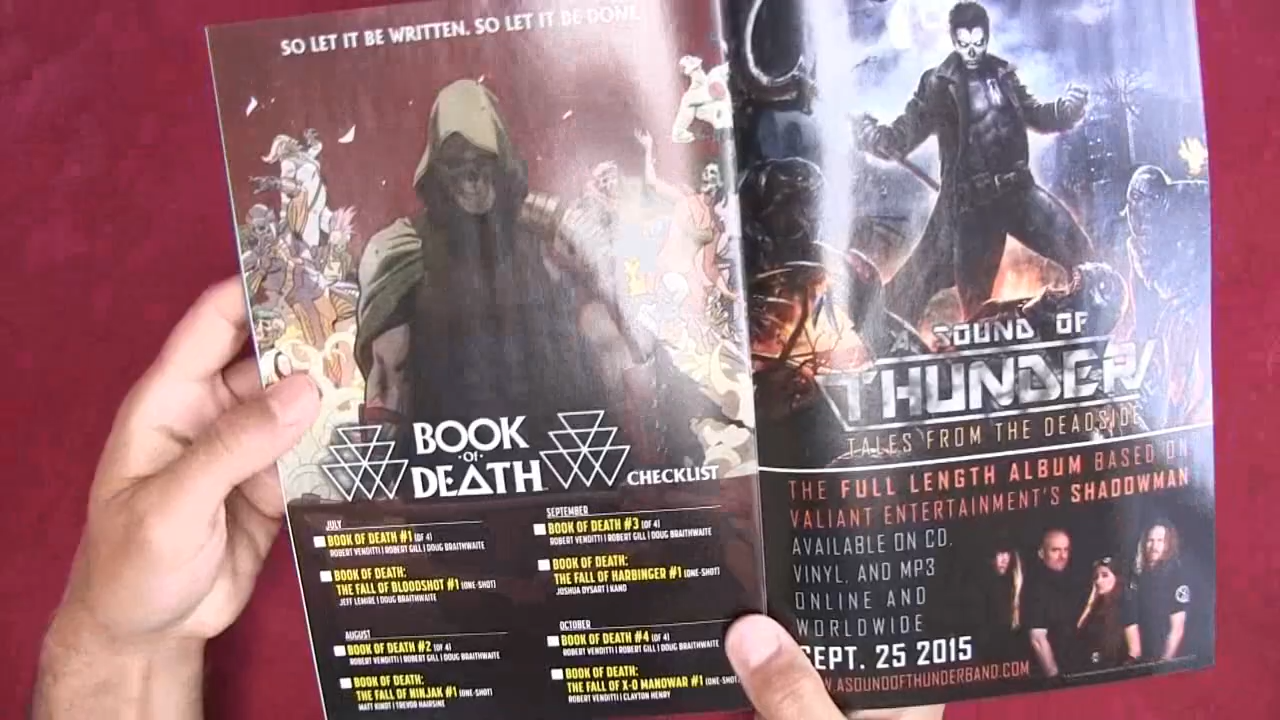 SO LET IT BE WRITTEN. SO LET IT BE DONE.
BOOK
OF
DEATH
CHECKLIST
JULY
BOOK OF DEATH #1 (OF 4)
ROBERT VENDITTI | ROBERT GILL | DOUG BRAITHWAITE
BOOK OF DEATH:
THE FALL OF BLOODSHOT #1 (ONE-SHOT)
JEFF LEMIRE | DOUG BRAITHWAITE
AUGUST
BOOK OF DEATH #2 (OF 4)
ROBERT VENDITTI | ROBERT GILL | DOUG BRAITHWAITE
BOOK OF DEATH:
THE FALL OF NINJAK #1 (ONE-SHOT)
MATT KINDT | TREVOR HAIRSINE
SEPTEMBER
BOOK OF DEATH #3 (OF 4)
ROBERT VENDITTI | ROBERT GILL | DOUG BRAITHWAITE
BOOK OF DEATH:
THE FALL OF HARBINGER #1 (ONE-SHOT)
JOSHUA DYSART | KANO
OCTOBER
BOOK OF DEATH #4 (OF 4)
ROBERT VENDITTI | ROBERT GILL | DOUG BRAITHWAITE
BOOK OF DEATH:
THE FALL OF X-O MANOWAR #1 (ONE-SHOT)
ROBERT VENDITTI | CLAYTON HENRY
A SOUND OF
THUNDER
TALES FROM THE DEADSIDE
THE FULL LENGTH ALBUM BASED ON
VALIANT ENTERTAINMENT'S SHADOWMAN
AVAILABLE ON CD,
VINYL, AND MP3
ONLINE AND
WORLDWIDE
SEPT. 25 2015
WWW.ASOUNDOFTHUNDERBAND.COM